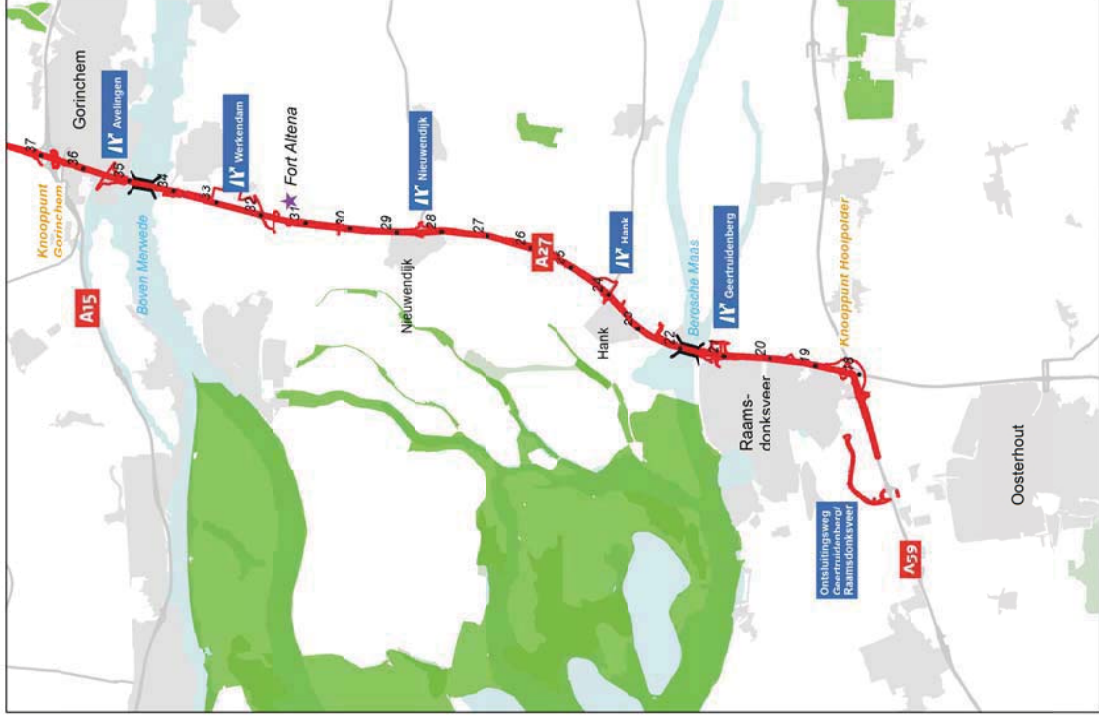 37
Knooppunt
Gorinchem
36
Gorinchem
Avelingen
35
A15
Boven Merwede
34
33
Werkendam
32
Fort Altena
31
30
Nieuwendijk
29
28
Nieuwendijk
27
26
A27
24
Hank
23
Hank
Bergsche Maas
22
21
Geertruidenberg
20
19
Raams-
donksveer
Knooppunt Hooipolder
Ontsluitingsweg
Geertruidenberg/
Raamsdonksveer
A59
Oosterhout